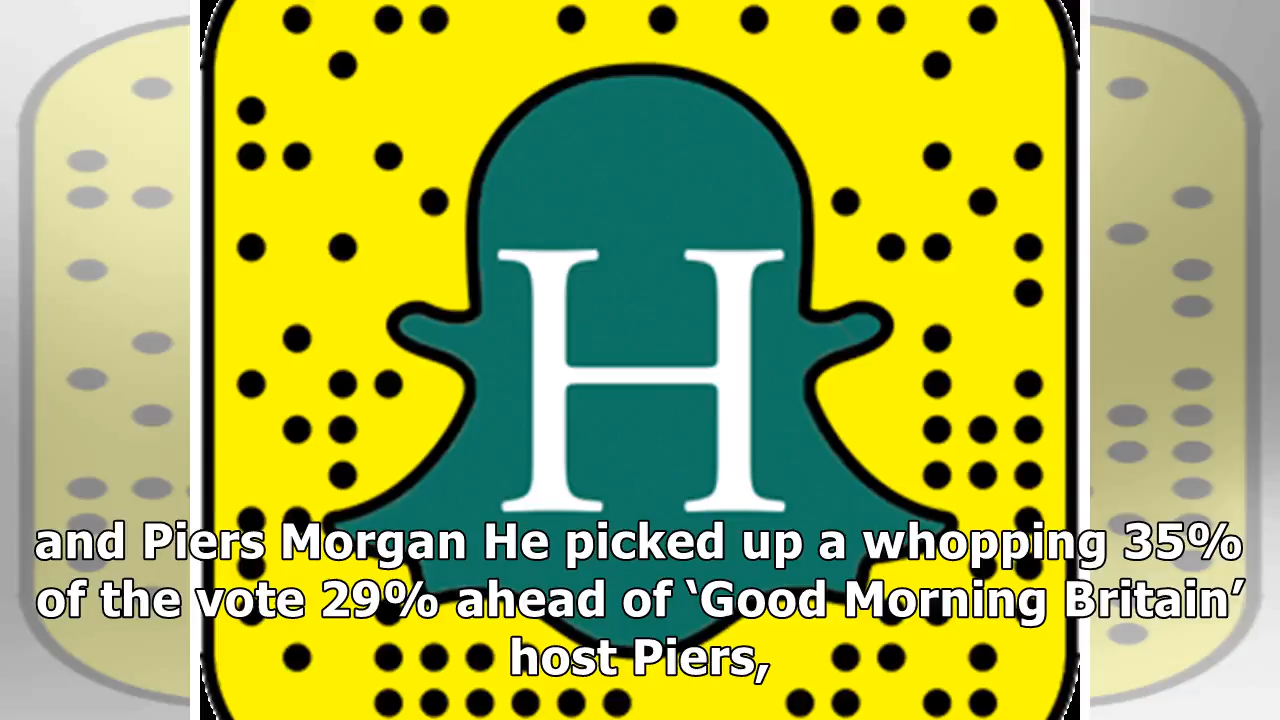 H
and Piers Morgan He picked up a whopping 35%
of the vote 29% ahead of ‘Good Morning Britain’
host Piers,